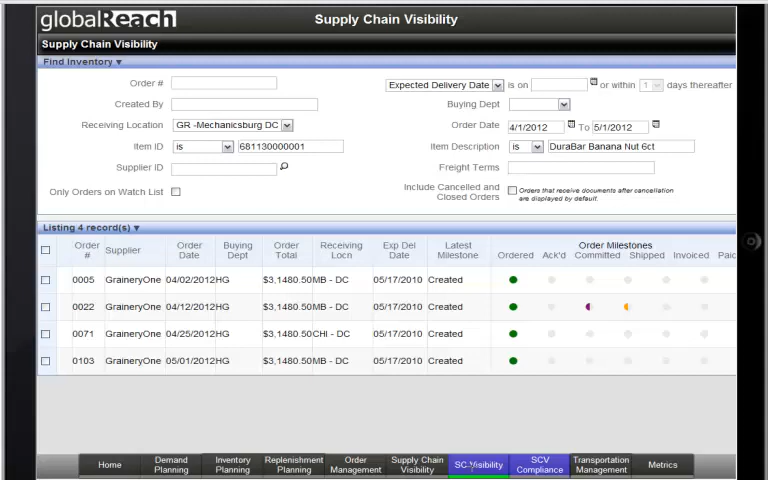 globalReach
Supply Chain Visibility
Supply Chain Visibility
Find Inventory
Order # Expected Delivery Date is on or within 1 days thereafter
Created By Buying Dept
Receiving Location GR -Mechanicsburg DC Order Date 4/1/2012 To 5/1/2012
Item ID is 681130000001 Item Description is DuraBar Banana Nut 6ct
Supplier ID Freight Terms
Only Orders on Watch List Include Cancelled and Closed Orders Orders that receive documents after cancellation are displayed by default.
Listing 4 record(s)
Order # Supplier Order Date Buying Dept Order Total Receiving Locn Exp Del Date Latest Milestone Order Milestones
Ordered Ack'd Committed Shipped Invoiced Paid
0005 GraineryOne 04/02/2012 HG $3,1480.50 MB - DC 05/17/2010 Created
0022 GraineryOne 04/12/2012 HG $3,1480.50 MB - DC 05/17/2010 Created
0071 GraineryOne 04/25/2012 HG $3,1480.50 CHI - DC 05/17/2010 Created
0103 GraineryOne 05/01/2012 HG $3,1480.50 MB - DC 05/17/2010 Created
Home Demand Planning Inventory Planning Replenishment Planning Order Management Supply Chain Visibility SC Visibility SCV Compliance Transportation Management Metrics